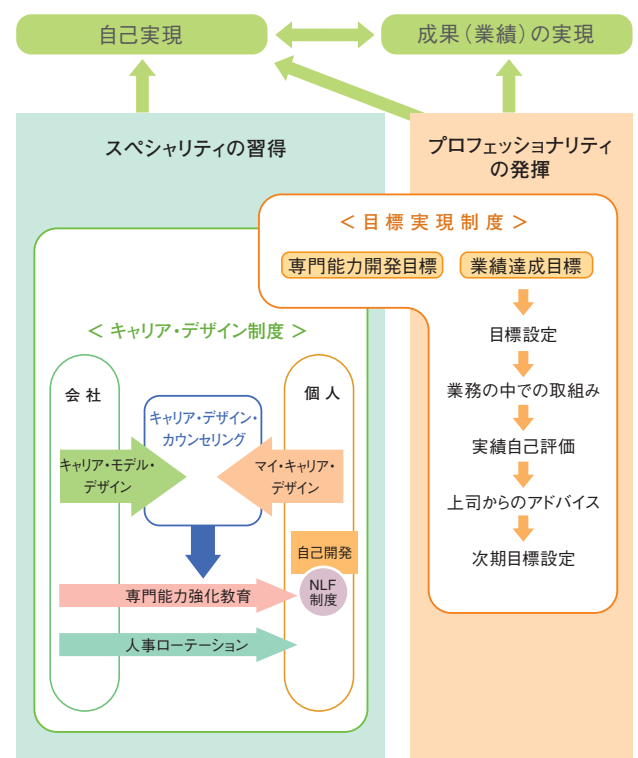 自己実現
成果（業績）の実現
スペシャリティの習得
プロフェッショナリティ
の発揮
＜目標実現制度＞
専門能力開発目標
業績達成目標
目標設定
業務の中での取組み
実績自己評価
上司からのアドバイス
次期目標設定
＜キャリア・デザイン制度＞
会社
個人
キャリア・デザイン・
カウンセリング
キャリア・モデル・
デザイン
マイ・キャリア・
デザイン
自己開発
NLF
制度
専門能力強化教育
人事ローテーション